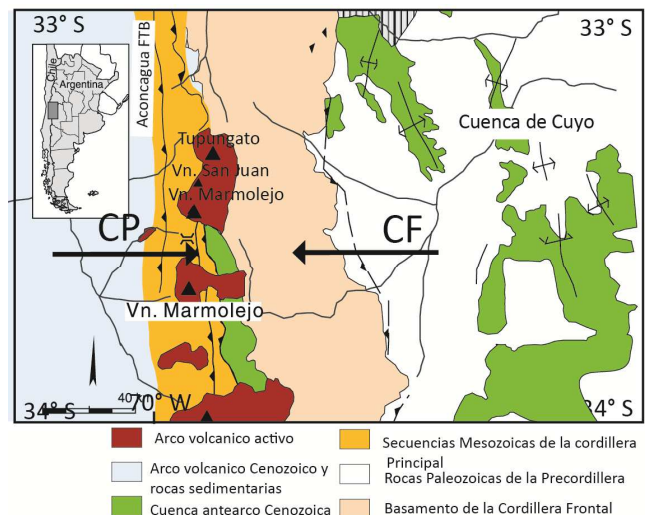 33° S
33° S
Chile
Argentina
Aconcagua FTB
Cuenca de Cuyo
Tupungato
Vn. San Juan
Vn. Marmolejo
CP
CF
Vn. Marmolejo
34° S
40 km
70° W
34° S
Arco volcanico activo
Secuencias Mesozoicas de la cordillera
Principal
Arco volcanico Cenozoico y
rocas sedimentarias
Rocas Paleozoicas de la Precordillera
Cuenca antearco Cenozoica
Basamento de la Cordillera Frontal